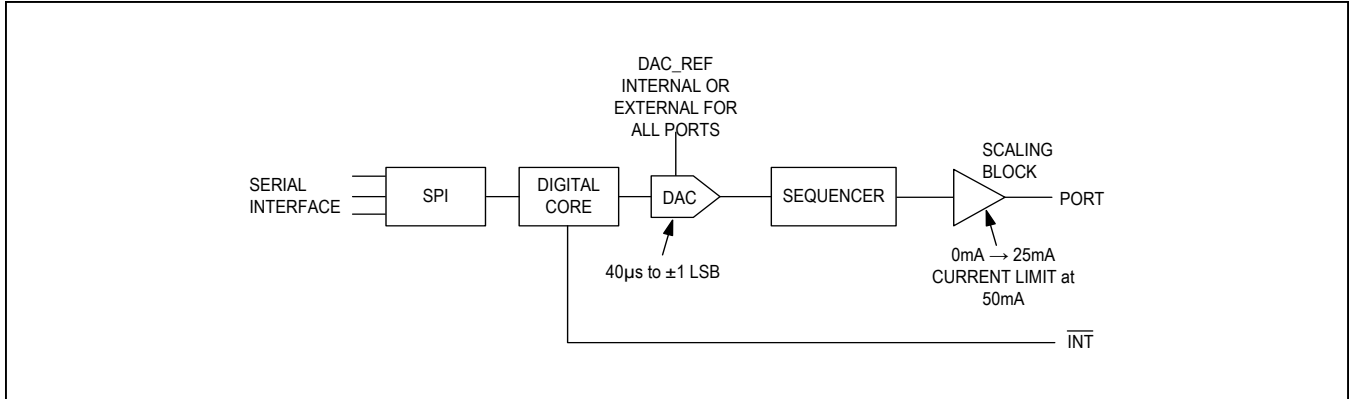 DAC_REF
INTERNAL OR
EXTERNAL FOR
ALL PORTS
SERIAL
INTERFACE
SPI
DIGITAL
CORE
DAC
SEQUENCER
SCALING
BLOCK
PORT
40µs to ±1 LSB
0mA → 25mA
CURRENT LIMIT at
50mA
INT